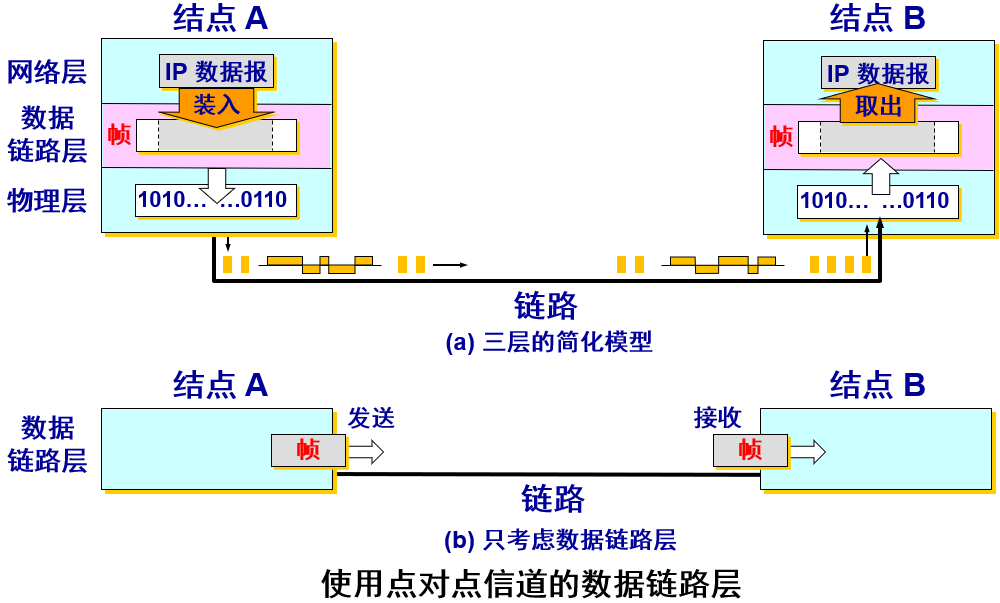 结点 A
结点 B
网络层
IP 数据报
IP 数据报
装入
取出
数据
链路层
帧
帧
物理层
1010… …0110
1010… …0110
链路
(a) 三层的简化模型
结点 A
结点 B
数据
链路层
发送
接收
帧
帧
链路
(b) 只考虑数据链路层
使用点对点信道的数据链路层